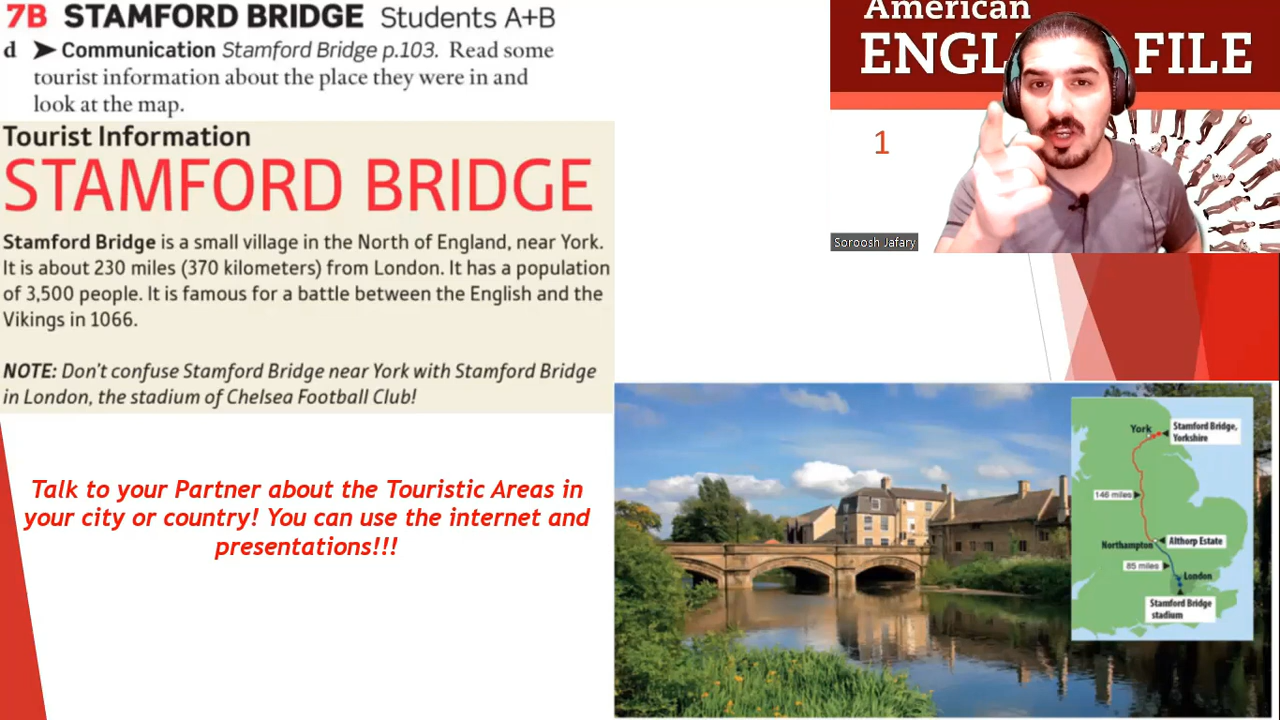 7B STAMFORD BRIDGE Students A+B
d ➤ Communication Stamford Bridge p.103. Read some
tourist information about the place they were in and
look at the map.
Tourist Information
STAMFORD BRIDGE
Stamford Bridge is a small village in the North of England, near York.
It is about 230 miles (370 kilometers) from London. It has a population
of 3,500 people. It is famous for a battle between the English and the
Vikings in 1066.
NOTE: Don't confuse Stamford Bridge near York with Stamford Bridge
in London, the stadium of Chelsea Football Club!
Talk to your Partner about the Touristic Areas in
your city or country! You can use the internet and
presentations!!!
American
ENGL FILE
1
Soroosh Jafary
York
Stamford Bridge,
Yorkshire
146 miles
Northampton
Althorp Estate
85 miles
London
Stamford Bridge
stadium